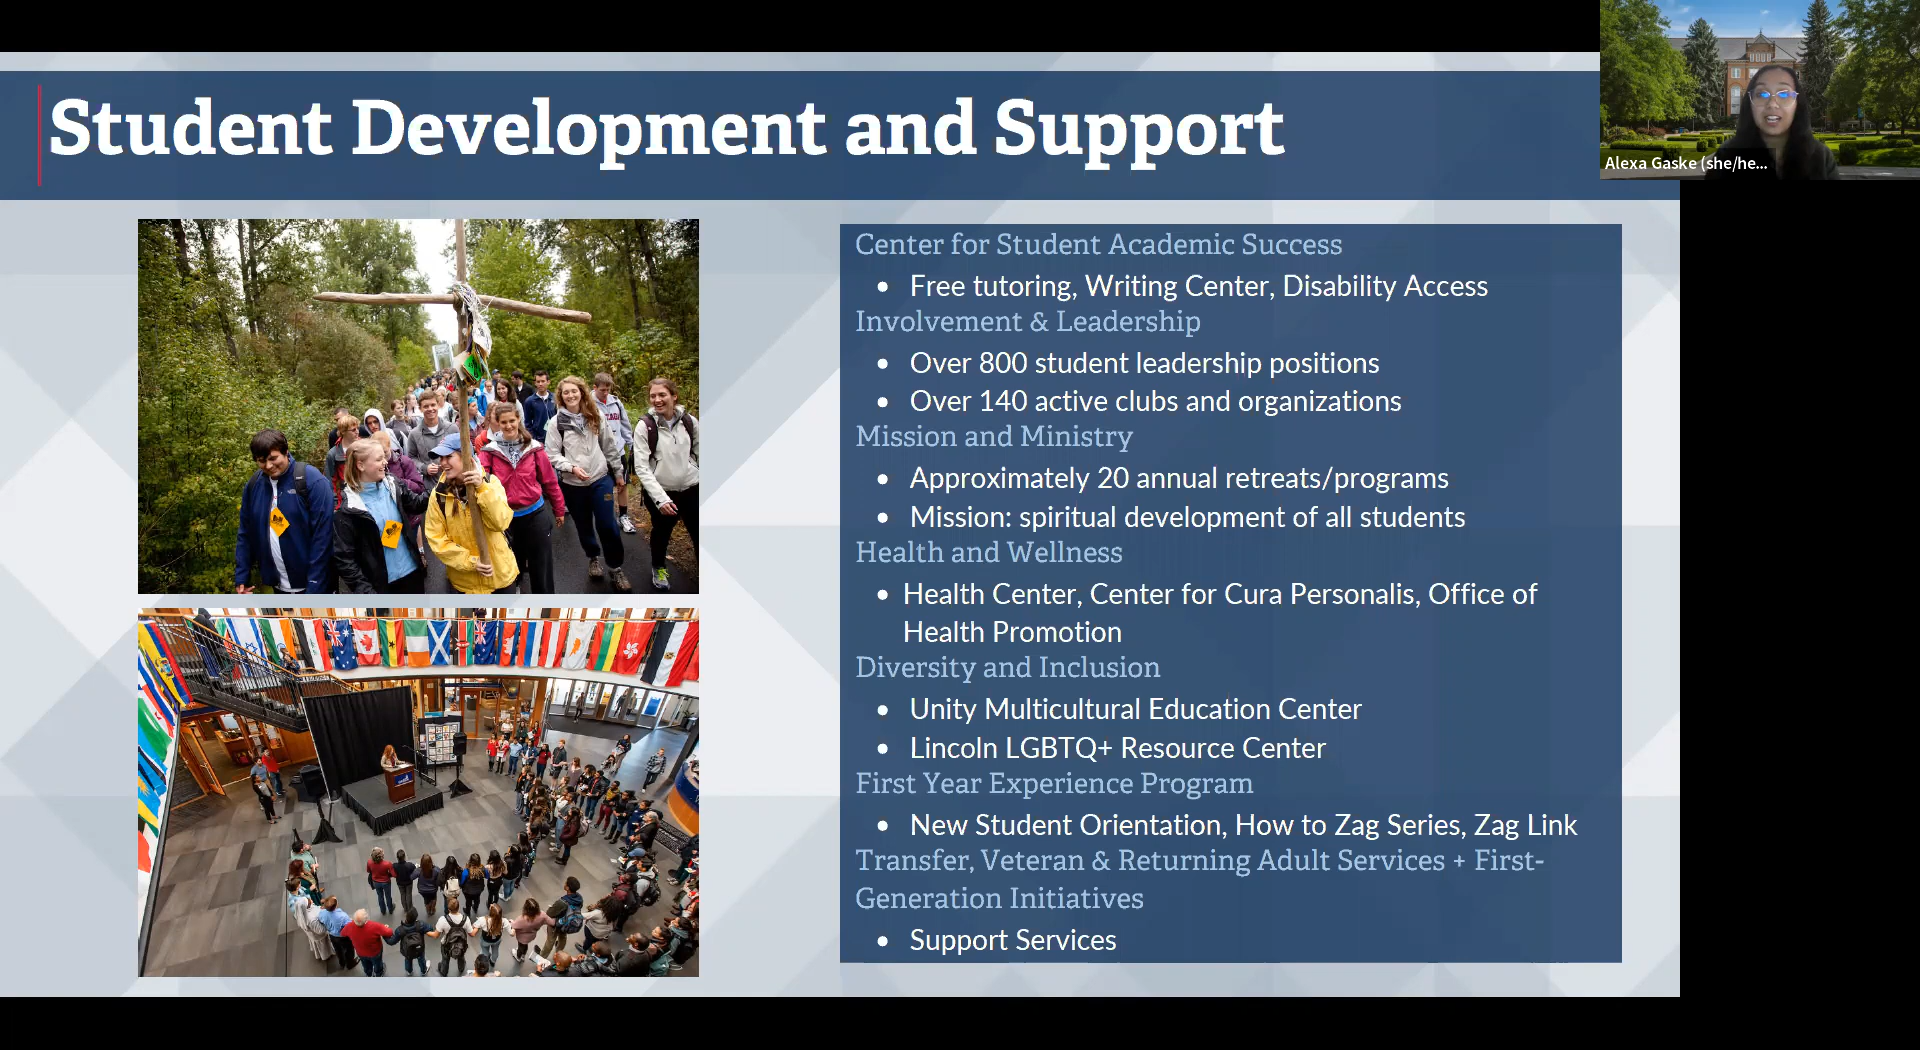 Student Development and Support
Alexa Gaske (she/he...
Center for Student Academic Success
• Free tutoring, Writing Center, Disability Access
Involvement & Leadership
• Over 800 student leadership positions
• Over 140 active clubs and organizations
Mission and Ministry
• Approximately 20 annual retreats/programs
• Mission: spiritual development of all students
Health and Wellness
• Health Center, Center for Cura Personalis, Office of
Health Promotion
Diversity and Inclusion
• Unity Multicultural Education Center
• Lincoln LGBTQ+ Resource Center
First Year Experience Program
• New Student Orientation, How to Zag Series, Zag Link
Transfer, Veteran & Returning Adult Services + First-
Generation Initiatives
• Support Services